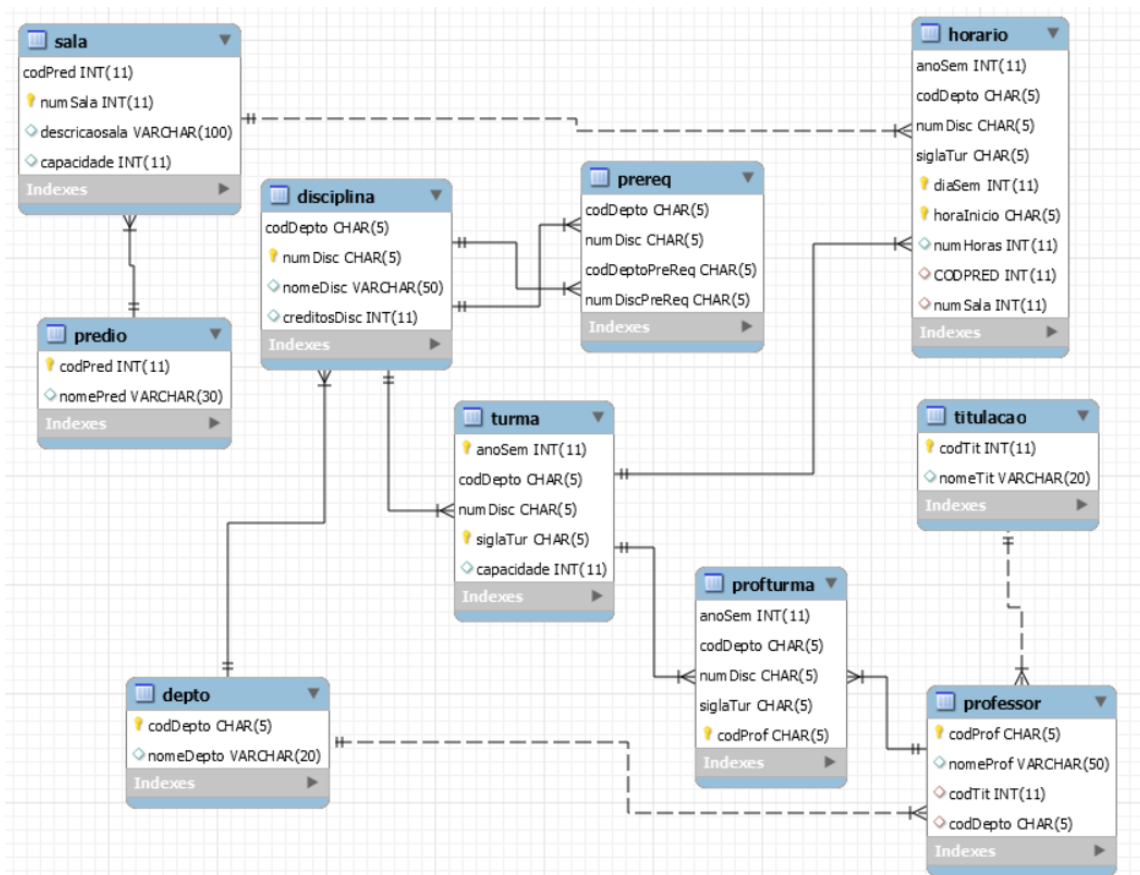 sala
codPred INT(11)
numSala INT(11)
descricaosala VARCHAR(100)
capacidade INT(11)
Indexes
horario
anoSem INT(11)
codDepto CHAR(5)
numDisc CHAR(5)
siglaTur CHAR(5)
diaSem INT(11)
horaInicio CHAR(5)
numHoras INT(11)
CODPRED INT(11)
numSala INT(11)
Indexes
disciplina
codDepto CHAR(5)
numDisc CHAR(5)
nomeDisc VARCHAR(50)
creditosDisc INT(11)
Indexes
prereq
codDepto CHAR(5)
numDisc CHAR(5)
codDeptoPreReq CHAR(5)
numDiscPreReq CHAR(5)
Indexes
predio
codPred INT(11)
nomePred VARCHAR(30)
Indexes
turma
anoSem INT(11)
codDepto CHAR(5)
numDisc CHAR(5)
siglaTur CHAR(5)
capacidade INT(11)
Indexes
titulacao
codTit INT(11)
nomeTit VARCHAR(20)
Indexes
profturma
anoSem INT(11)
codDepto CHAR(5)
numDisc CHAR(5)
siglaTur CHAR(5)
codProf CHAR(5)
Indexes
depto
codDepto CHAR(5)
nomeDepto VARCHAR(20)
Indexes
professor
codProf CHAR(5)
nomeProf VARCHAR(50)
codTit INT(11)
codDepto CHAR(5)
Indexes